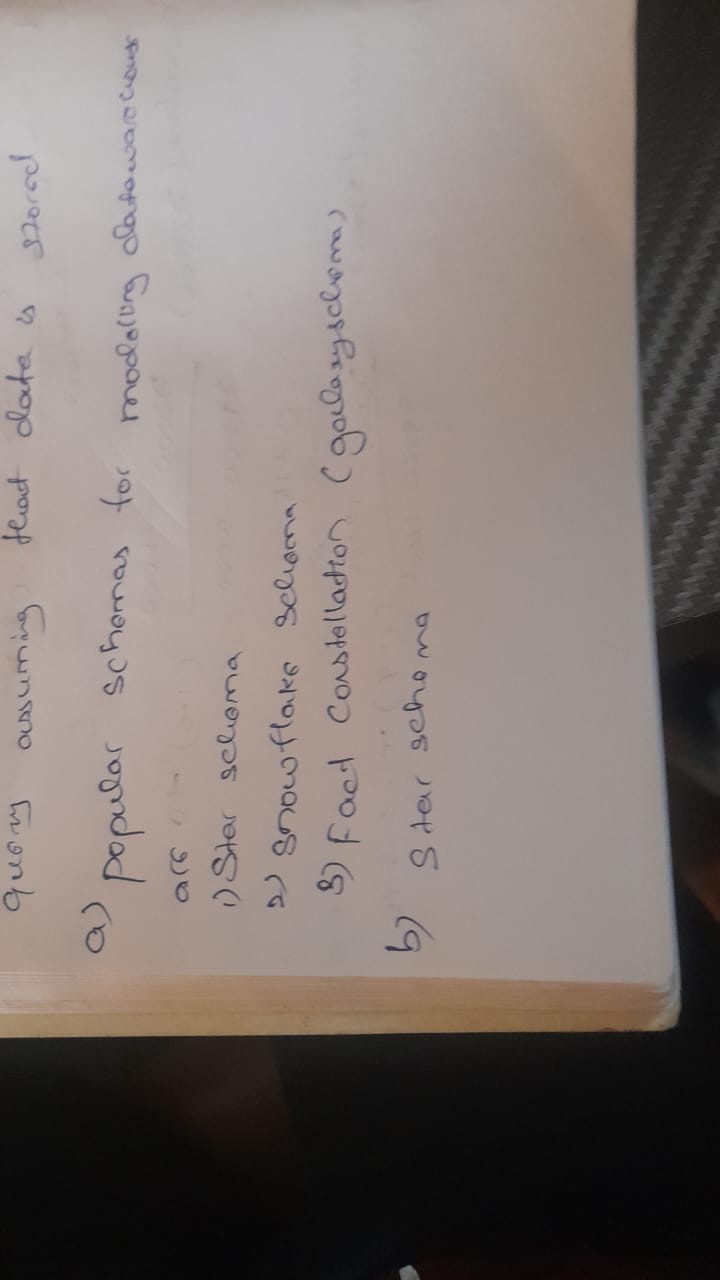 query assuming that data is stored
a) popular schemas for modelling datawarehouse
are
1) Star schema
2) Snowflake schema
3) Fact constellation (galaxyschema)
b) Star schema